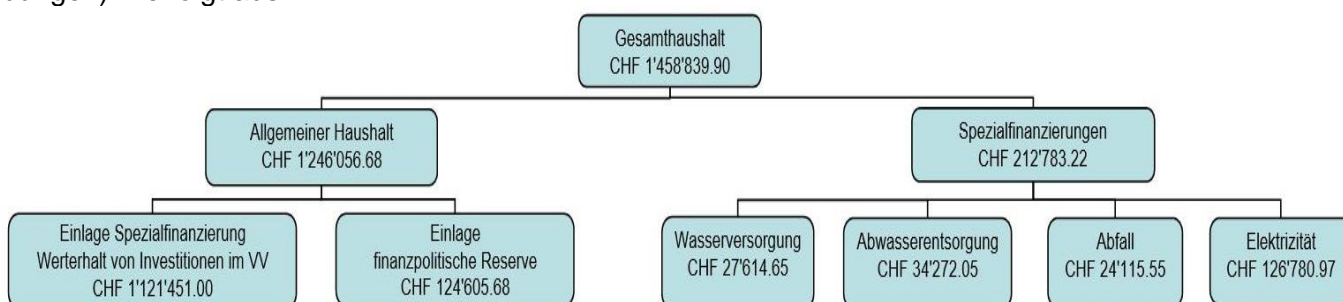 Gesamthaushalt
CHF 1'458'839.90
Allgemeiner Haushalt
CHF 1'246'056.68
Spezialfinanzierungen
CHF 212'783.22
Einlage Spezialfinanzierung
Werterhalt von Investitionen im VV
CHF 1'121'451.00
Einlage
finanzpolitische Reserve
CHF 124'605.68
Wasserversorgung
CHF 27'614.65
Abwasserentsorgung
CHF 34'272.05
Abfall
CHF 24'115.55
Elektrizität
CHF 126'780.97